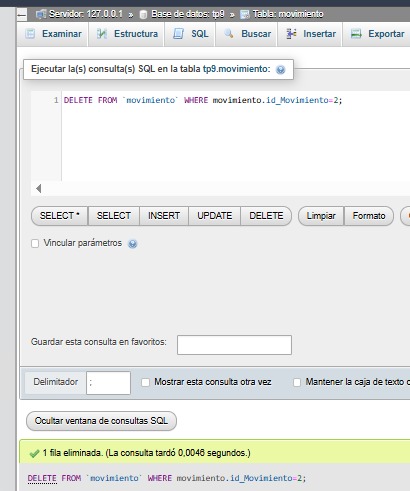 Servidor: 127.0.0.1 » Base de datos: tp9 » Tabla: movimiento
Examinar Estructura SQL Buscar Insertar Exportar
Ejecutar la(s) consulta(s) SQL en la tabla tp9.movimiento:
1 DELETE FROM `movimiento` WHERE movimiento.id_Movimiento=2;
SELECT * SELECT INSERT UPDATE DELETE Limpiar Formato
Vincular parámetros
Guardar esta consulta en favoritos:
Delimitador ; Mostrar esta consulta otra vez Mantener la caja de texto
Ocultar ventana de consultas SQL
1 fila eliminada. (La consulta tardó 0,0046 segundos.)
DELETE FROM `movimiento` WHERE movimiento.id_Movimiento=2;